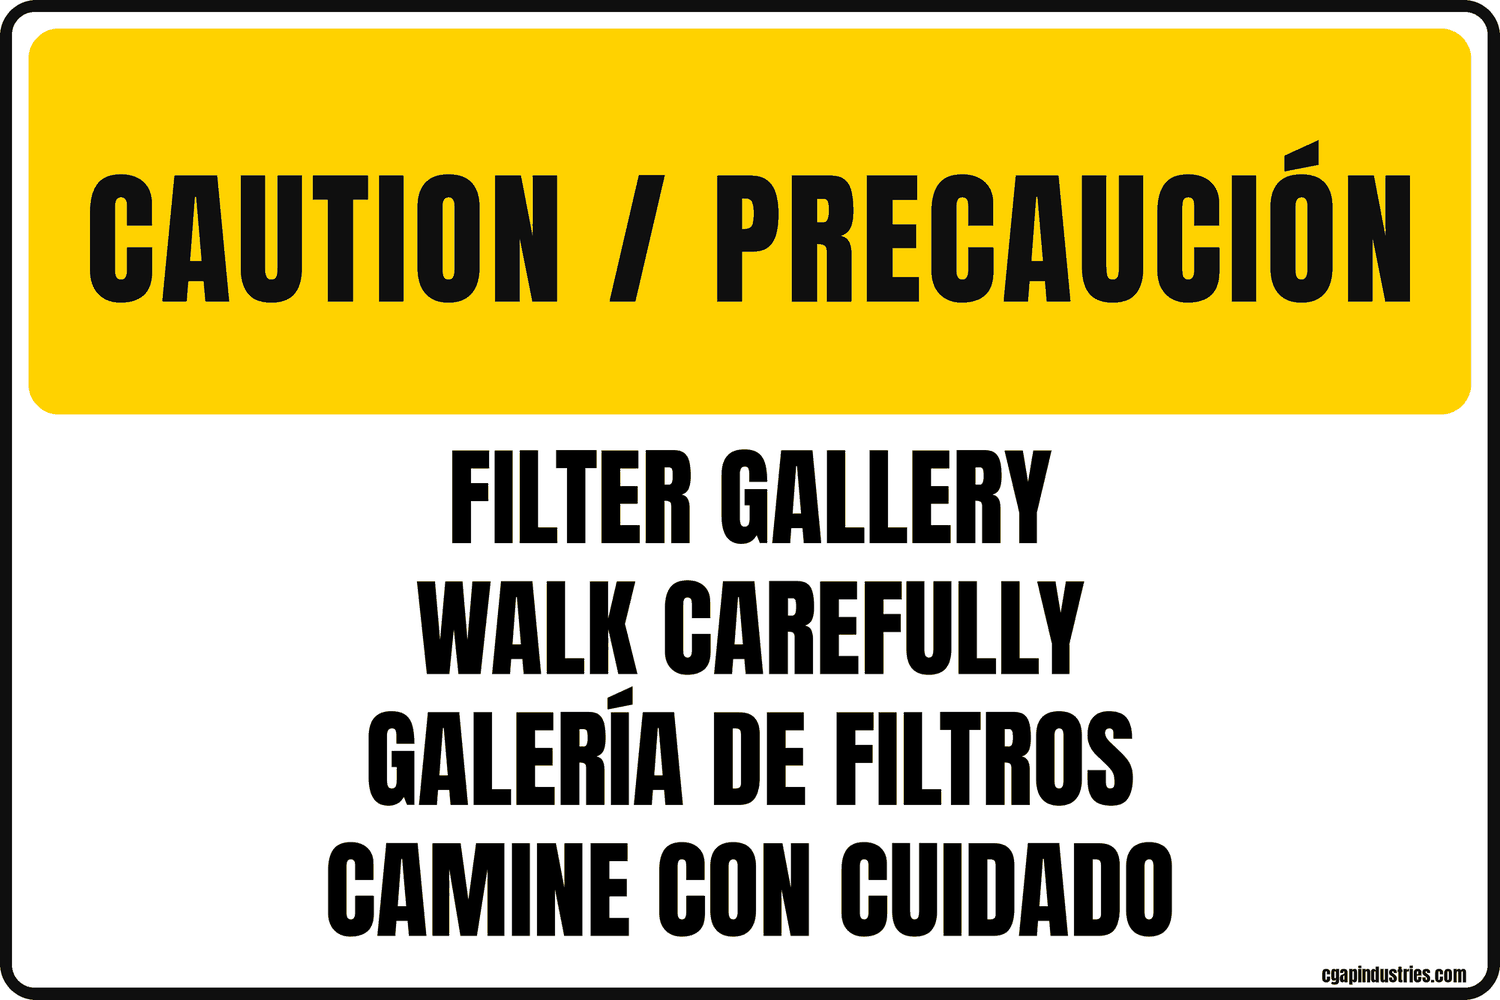 CAUTION / PRECAUCIÓN
FILTER GALLERY
WALK CAREFULLY
GALERÍA DE FILTROS
CAMINE CON CUIDADO
cgapindustries.com